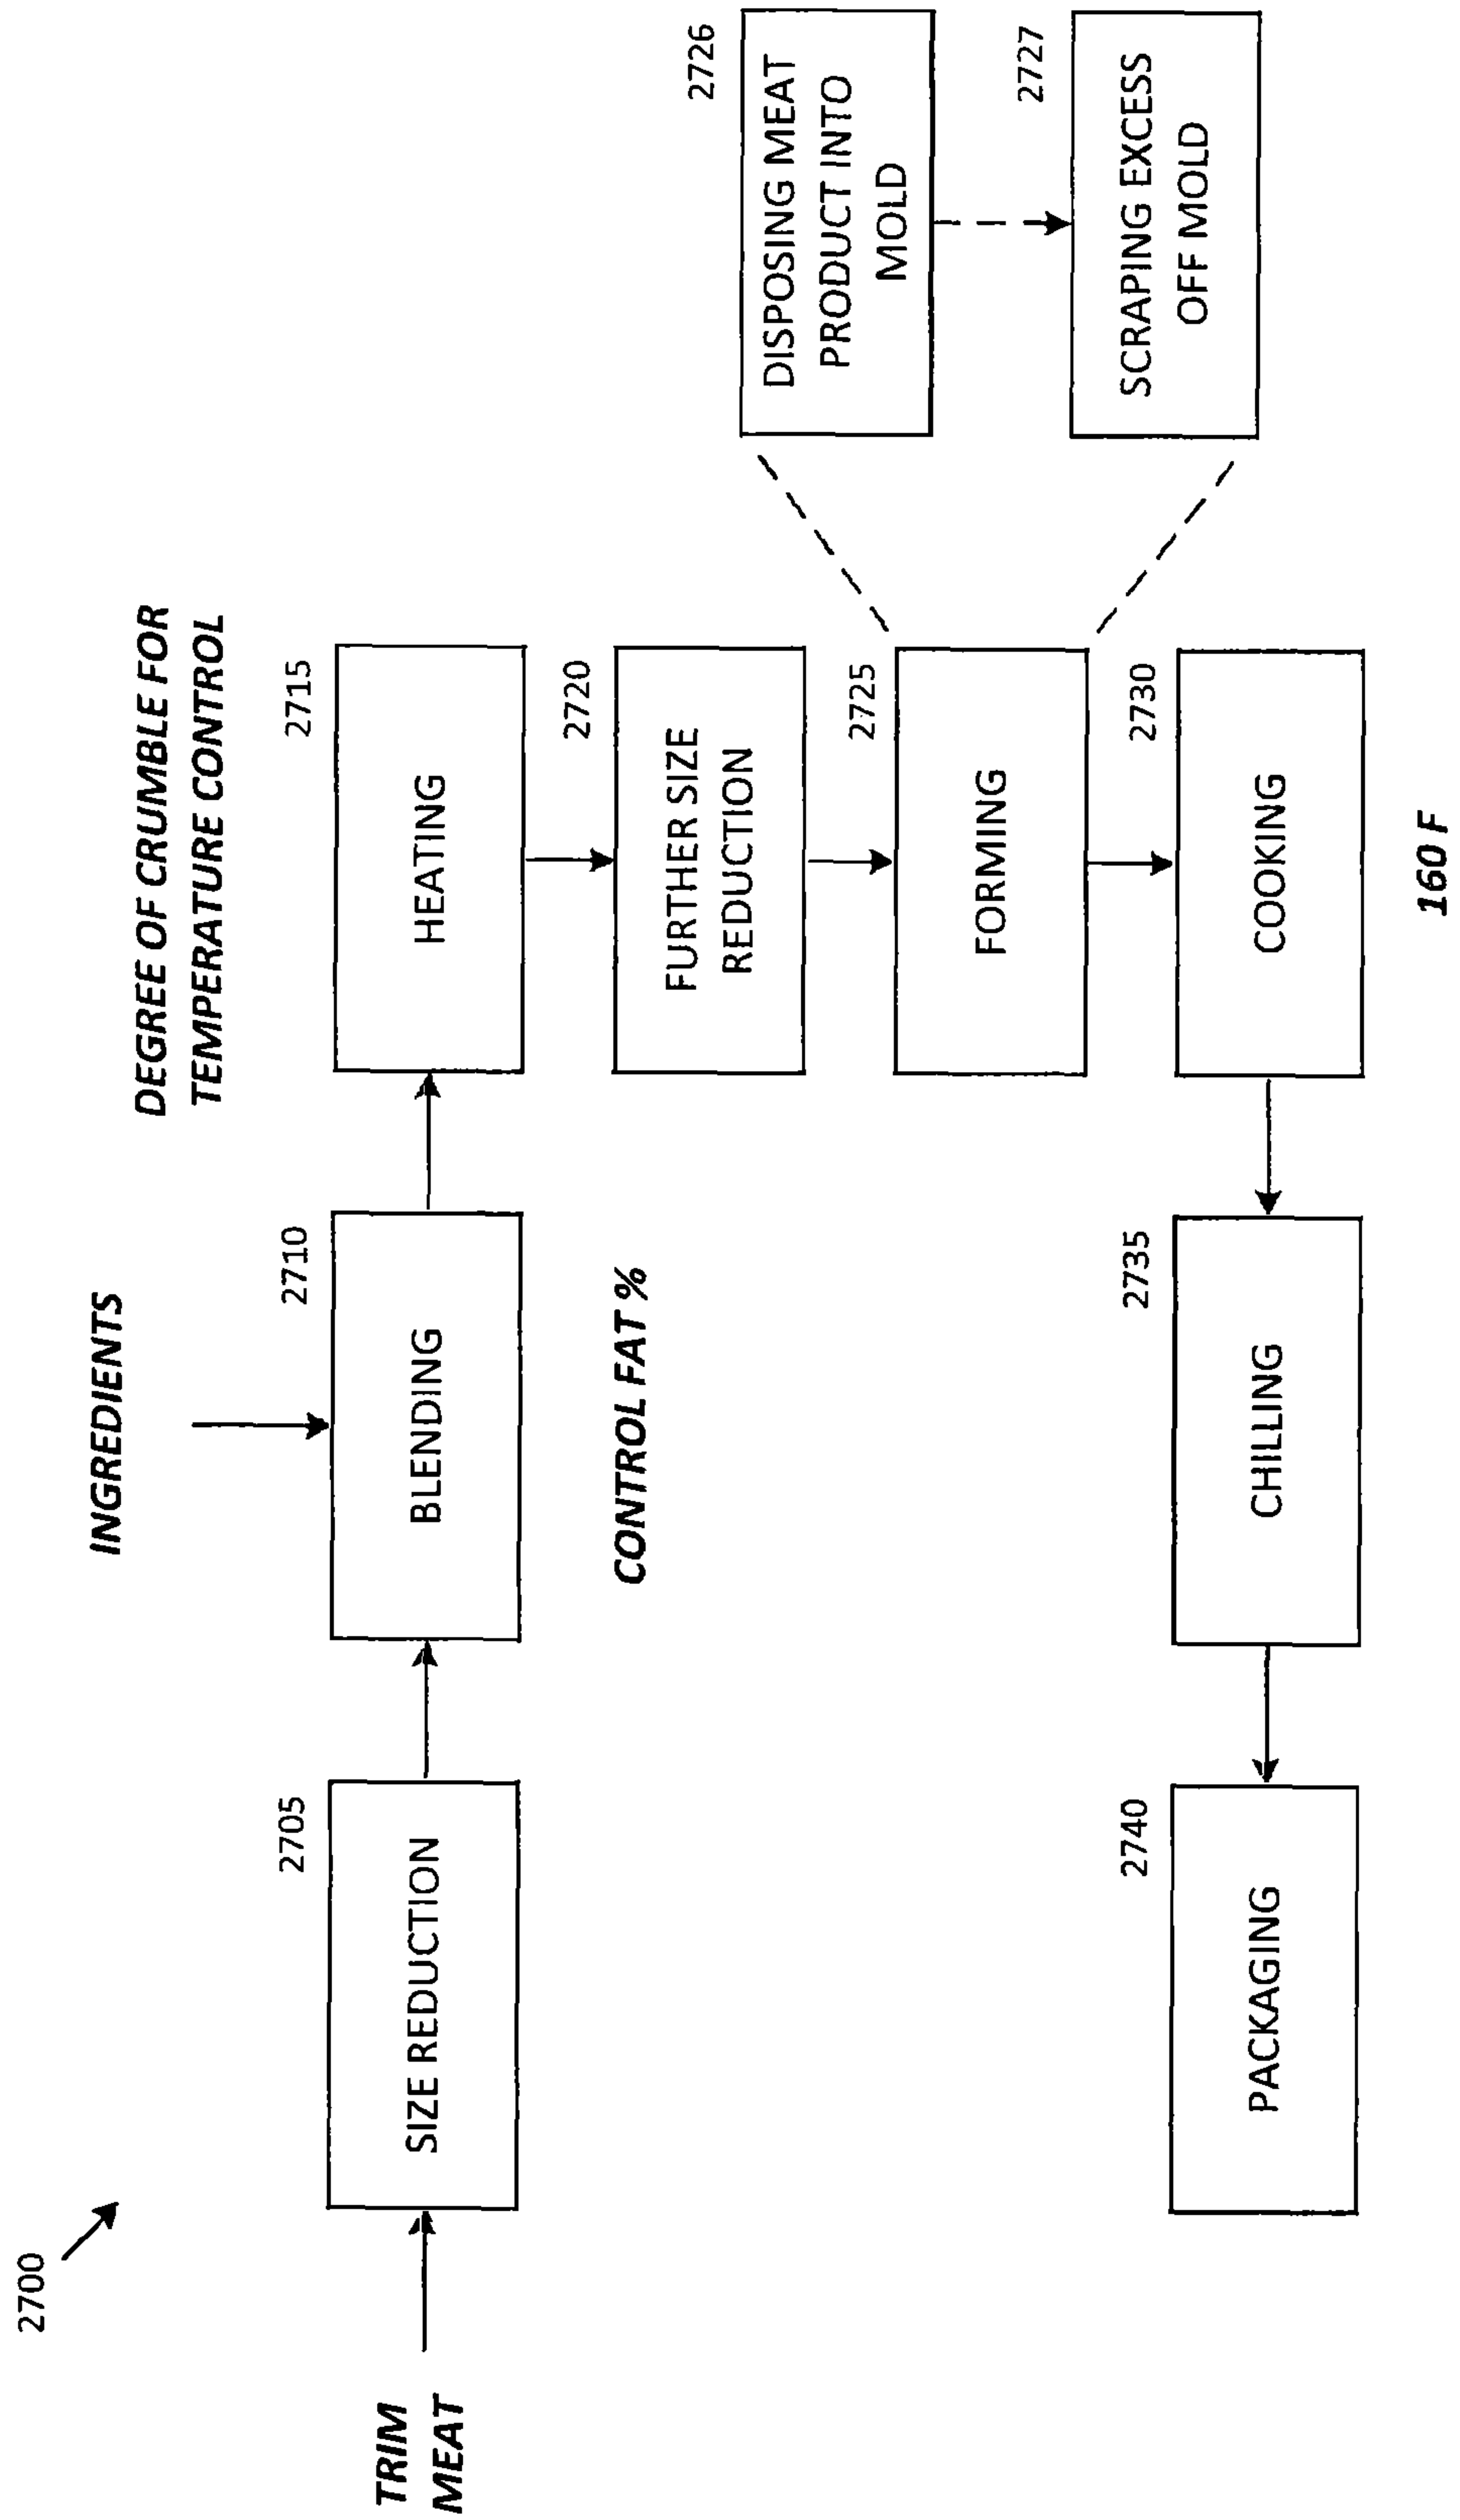 2700
TRIM
MEAT
2705
SIZE REDUCTION
INGREDIENTS
2710
BLENDING
CONTROL FAT %
DEGREE OF CRUMBLE FOR
TEMPERATURE CONTROL
2715
HEATING
2720
FURTHER SIZE
REDUCTION
2725
FORMING
2726
DISPOSING MEAT
PRODUCT INTO
MOLD
2727
SCRAPING EXCESS
OFF MOLD
2730
COOKING
160 F
2735
CHILLING
2740
PACKAGING